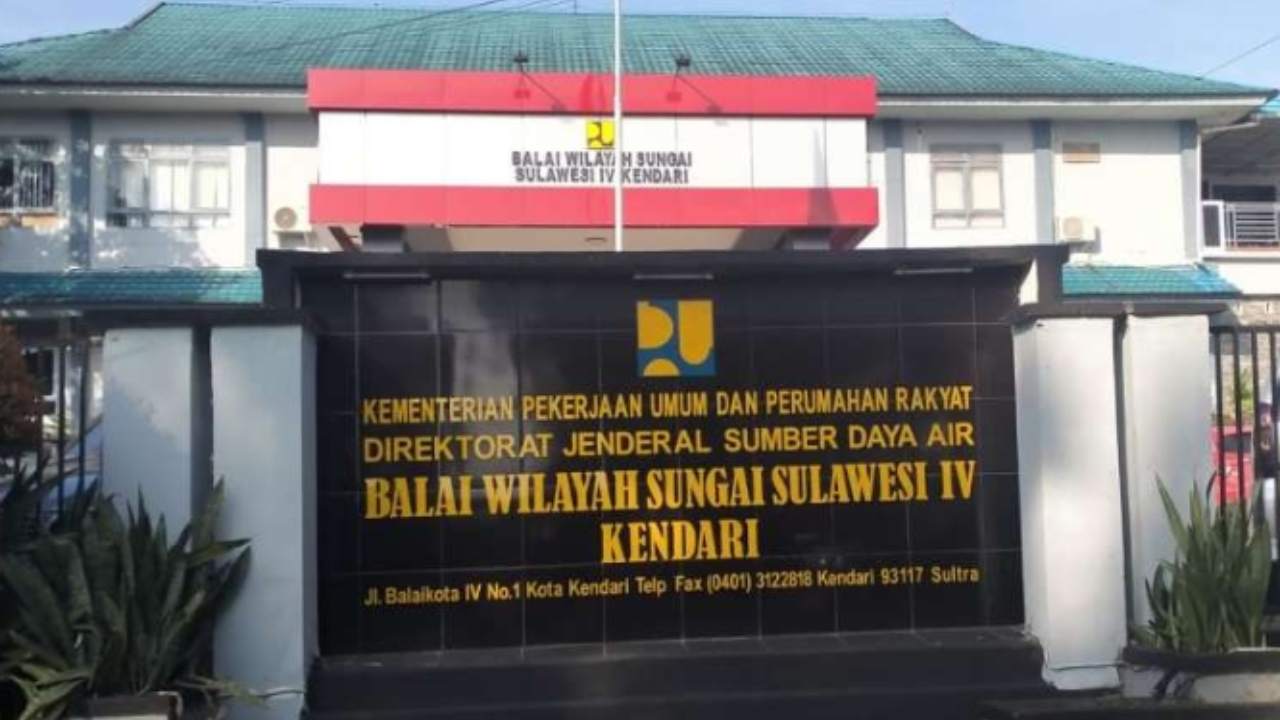 BALAI WILAYAH SUNGAI
SULAWESI IV KENDARI
PU
KEMENTERIAN PEKERJAAN UMUM DAN PERUMAHAN RAKYAT
DIREKTORAT JENDERAL SUMBER DAYA AIR
BALAI WILAYAH SUNGAI SULAWESI IV
KENDARI
Jl. Balaikota IV No.1 Kota Kendari Telp Fax (0401) 3122818 Kendari 93117 Sultra